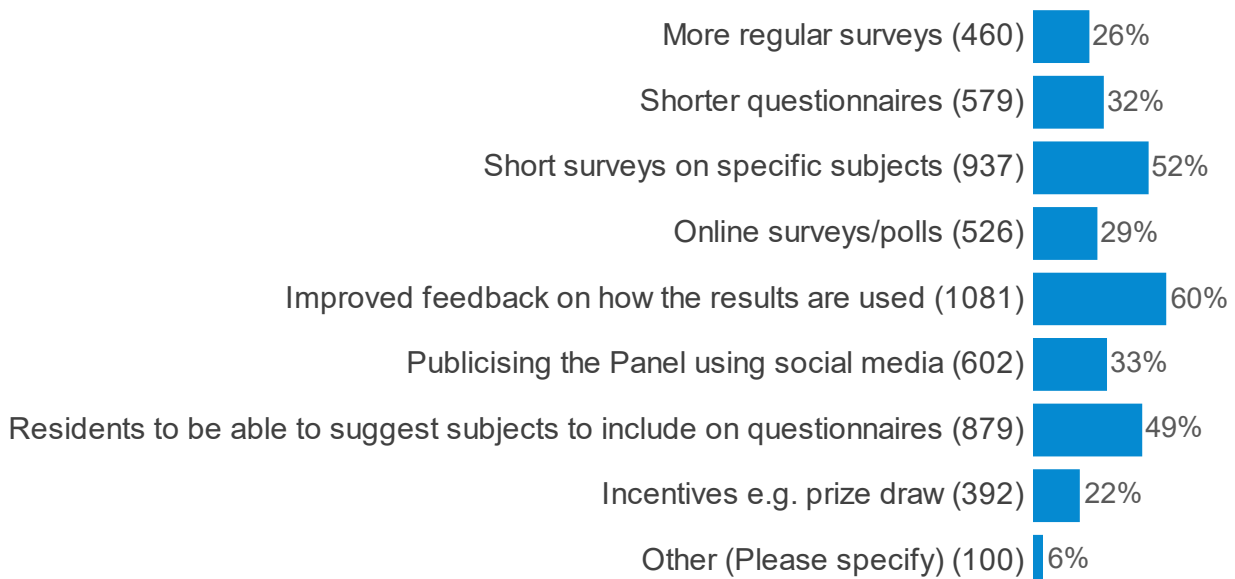 More regular surveys (460) 26%
Shorter questionnaires (579) 32%
Short surveys on specific subjects (937) 52%
Online surveys/polls (526) 29%
Improved feedback on how the results are used (1081) 60%
Publicising the Panel using social media (602) 33%
Residents to be able to suggest subjects to include on questionnaires (879) 49%
Incentives e.g. prize draw (392) 22%
Other (Please specify) (100) 6%